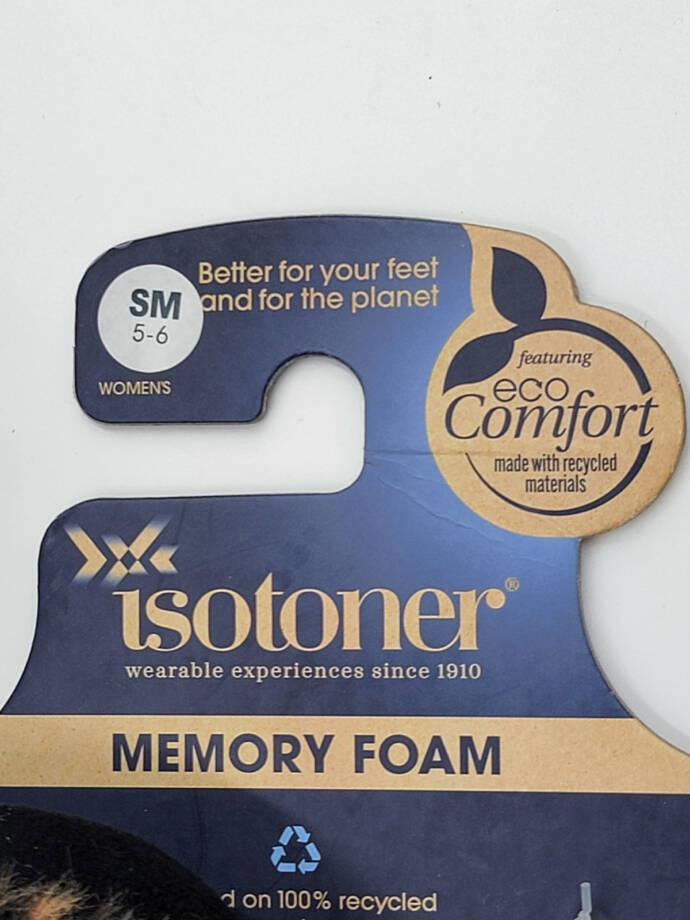 Better for your feet
and for the planet
SM
5-6
WOMEN'S
featuring
eco
Comfort
made with recycled
materials
isotoner®
wearable experiences since 1910
MEMORY FOAM
on 100% recycled